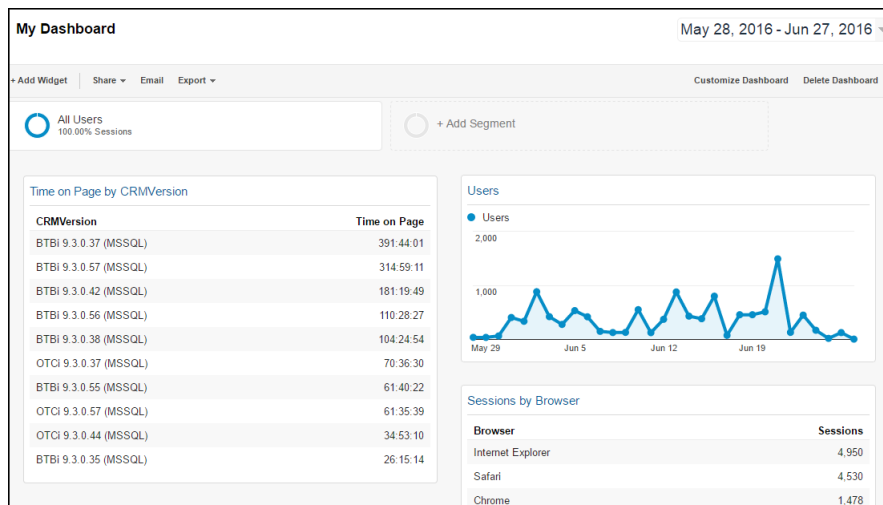 My Dashboard
May 28, 2016 - Jun 27, 2016
+ Add Widget Share Email Export Customize Dashboard Delete Dashboard
All Users
100.00% Sessions
+ Add Segment
Time on Page by CRMVersion
CRMVersion Time on Page
BTBi 9.3.0.37 (MSSQL) 391:44:01
BTBi 9.3.0.57 (MSSQL) 314:59:11
BTBi 9.3.0.42 (MSSQL) 181:19:49
BTBi 9.3.0.56 (MSSQL) 110:28:27
BTBi 9.3.0.38 (MSSQL) 104:24:54
OTCi 9.3.0.37 (MSSQL) 70:36:30
BTBi 9.3.0.55 (MSSQL) 61:40:22
OTCi 9.3.0.57 (MSSQL) 61:35:39
OTCi 9.3.0.44 (MSSQL) 34:53:10
BTBi 9.3.0.35 (MSSQL) 26:15:14
Users
Users
2,000
1,000
May 29 Jun 5 Jun 12 Jun 19
Sessions by Browser
Browser Sessions
Internet Explorer 4,950
Safari 4,530
Chrome 1,478